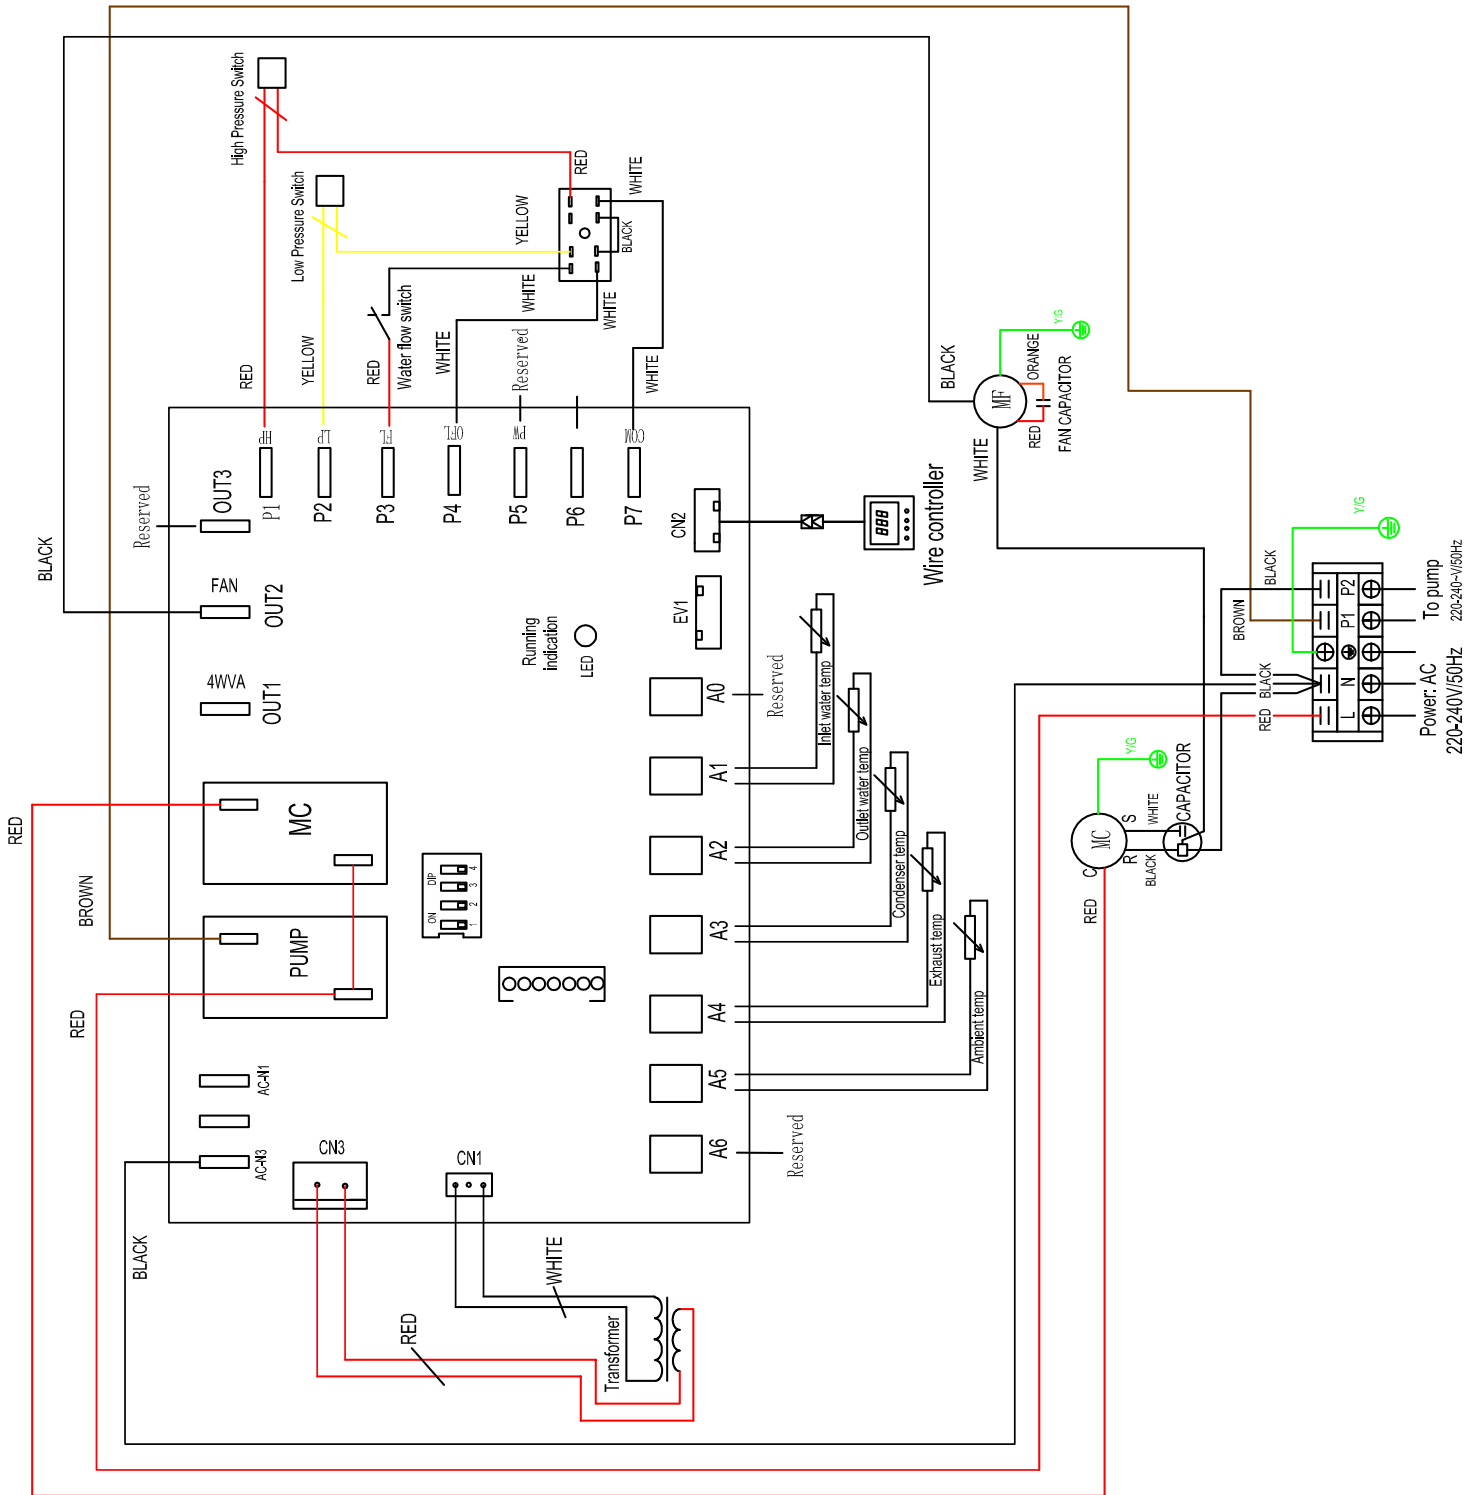 High Pressure Switch
RED
WHITE
Low Pressure Switch
YELLOW
BLACK
WHITE
WHITE
Water flow switch
RED
YELLOW
RED
WHITE
Reserved
WHITE
BLACK
Y/G
ORANGE
MF
RED
FAN CAPACITOR
WHITE
HP
LP
FL
OFL
PW
COM
P1
P2
P3
P4
P5
P6
P7
Reserved
OUT3
BLACK
FAN
OUT2
4WVA
OUT1
CN2
888
Wire controller
EV1
Running
indication
LED
A0
Reserved
A1
A2
A3
A4
A5
A6
Reserved
Inlet water temp
Outlet water temp
Condenser temp
Exhaust temp
Ambient temp
RED
MC
BROWN
PUMP
RED
ON
DIP
1
2
3
4
AC-N1
AC-N3
CN3
CN1
BLACK
WHITE
RED
Transformer
Y/G
BLACK
BROWN
BLACK
RED
P2
P1
N
L
To pump
220-240~V/50Hz
Power: AC
220-240V/50Hz
Y/G
MC
C
R
S
WHITE
BLACK
CAPACITOR
RED